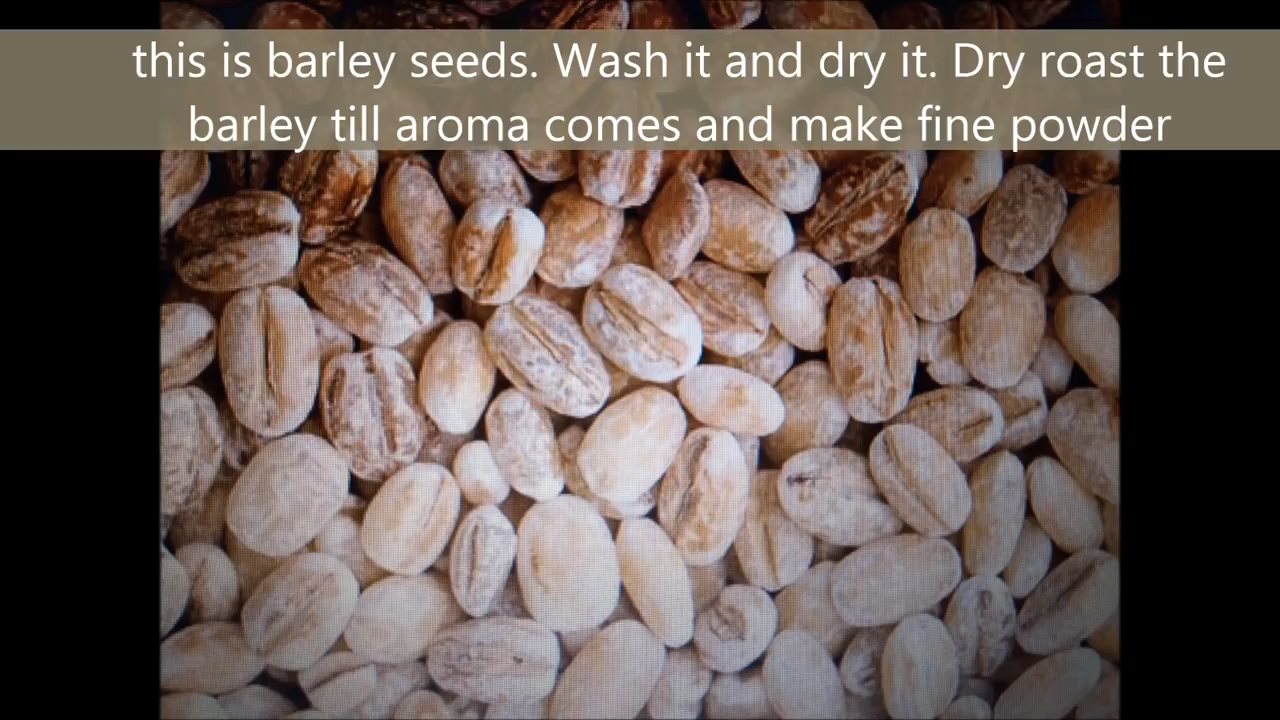 this is barley seeds. Wash it and dry it. Dry roast the
barley till aroma comes and make fine powder